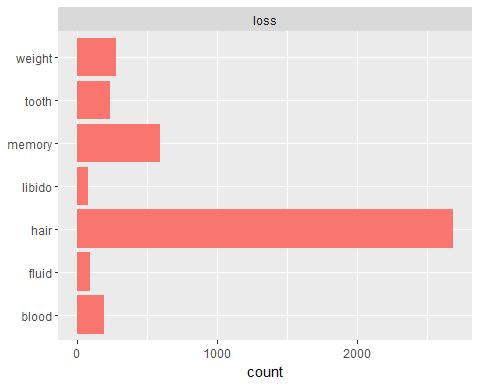 loss
weight
tooth
memory
libido
hair
fluid
blood
0 1000 2000
count